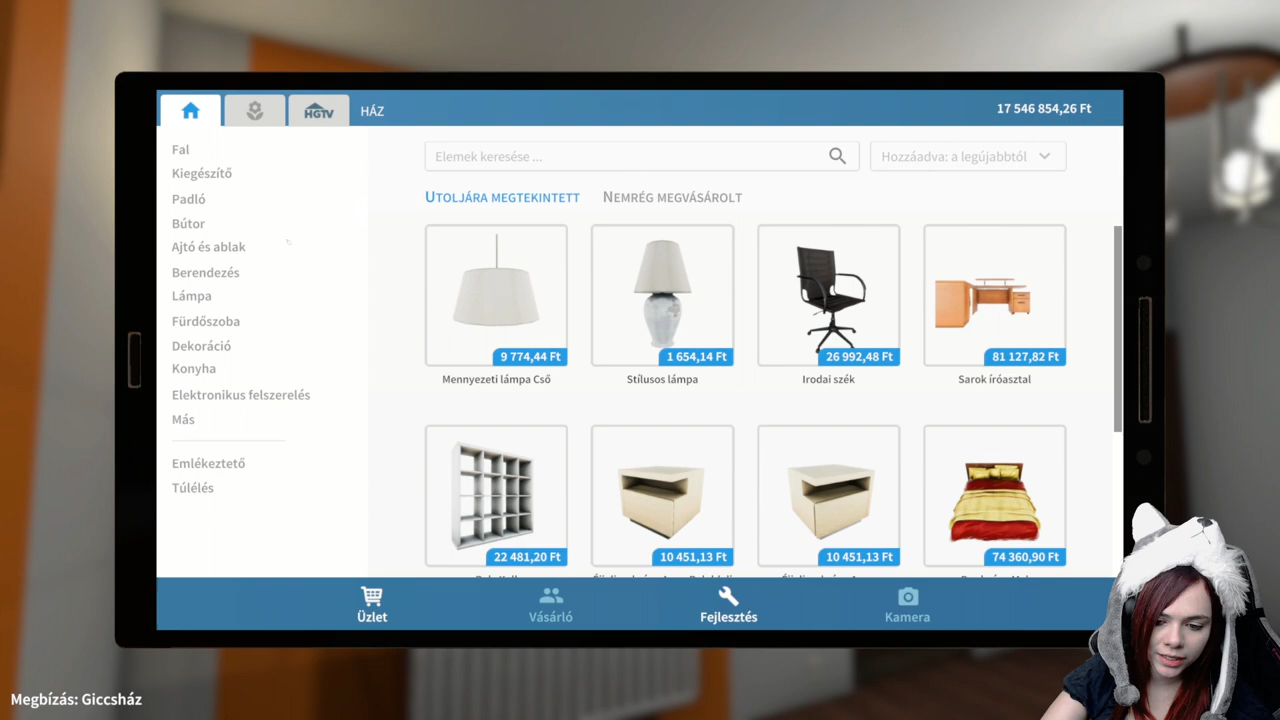 HGTV HÁZ 17 546 854,26 Ft
Fal
Kiegészítő
Padló
Bútor
Ajtó és ablak
Berendezés
Lámpa
Fürdőszoba
Dekoráció
Konyha
Elektronikus felszerelés
Más
Emlékeztető
Túlélés
Elemek keresése ...
Hozzáadva: a legújabbtól
Utoljára megtekintett
Nemrég megvásárolt
9 774,44 Ft
Mennyezeti lámpa Cső
1 654,14 Ft
Stílusos lámpa
26 992,48 Ft
Irodai szék
81 127,82 Ft
Sarok íróasztal
22 481,20 Ft
10 451,13 Ft
10 451,13 Ft
74 360,90 Ft
Üzlet
Vásárló
Fejlesztés
Kamera
Megbízás: Giccsház